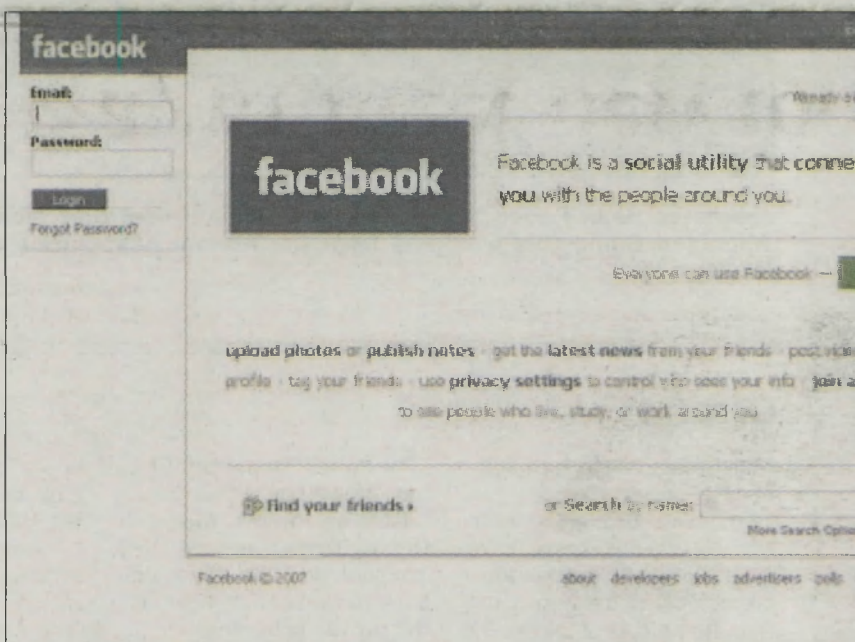 facebook
Email:
Password:
Login
Forgot Password?
Already a
facebook
Facebook is a social utility that conne
you with the people around you.
Everyone can use Facebook —
upload photos or publish notes - get the latest news from your friends - post vide
profile - tag your friends - use privacy settings to control who sees your info - join a
to see people who live, study, or work around you
Find your friends ›
or Search by name:
More Search Optio
Facebook © 2007
about developers jobs advertisers polls